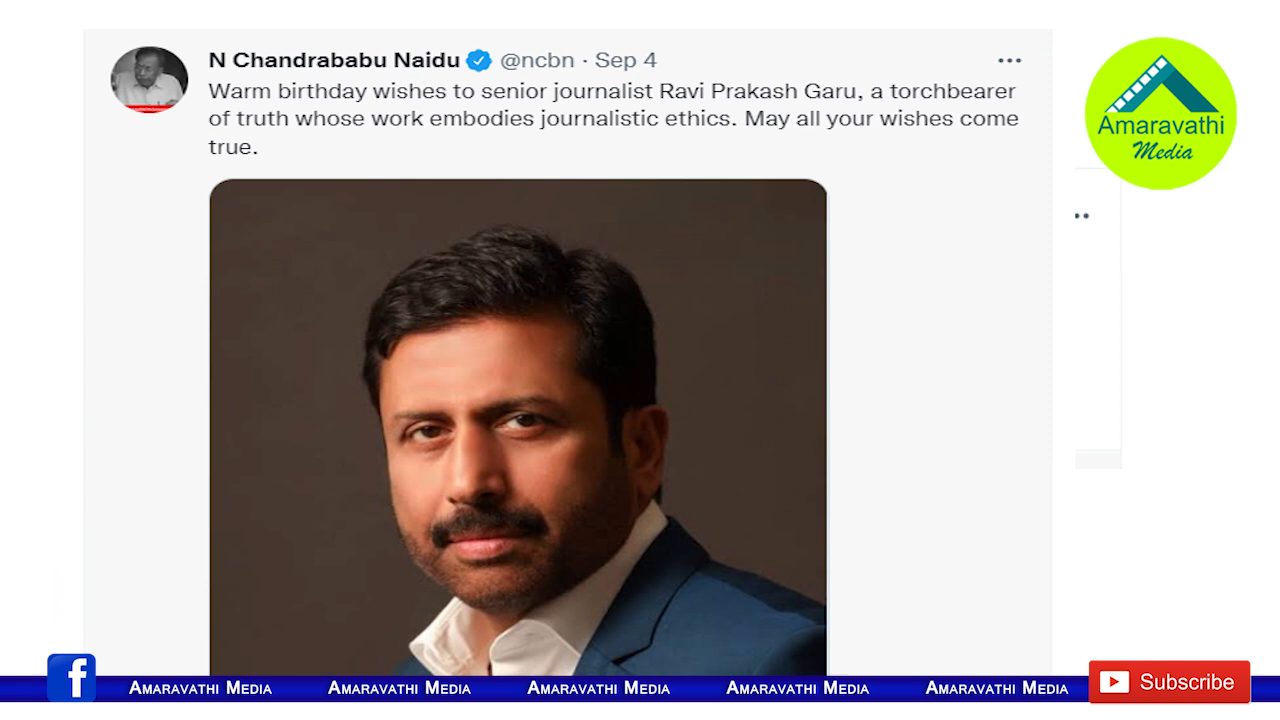 N Chandrababu Naidu @ncbn · Sep 4
Warm birthday wishes to senior journalist Ravi Prakash Garu, a torchbearer
of truth whose work embodies journalistic ethics. May all your wishes come
true.
Amaravathi
Media
f Amaravathi Media Amaravathi Media Amaravathi Media Amaravathi Media Amaravathi Media Subscribe